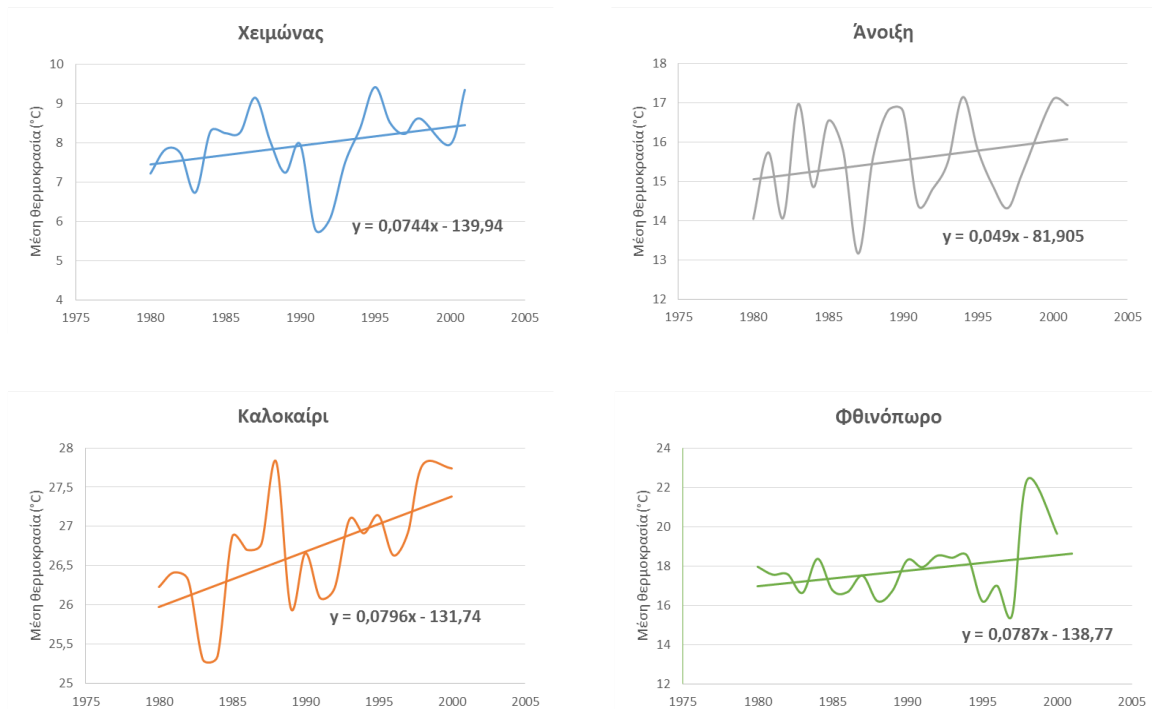 Χειμώνας
10
9
8
7
6
5
4
Μέση θερμοκρασία (°C)
y = 0,0744x - 139,94
1975 1980 1985 1990 1995 2000 2005
Άνοιξη
18
17
16
15
14
13
12
Μέση θερμοκρασία (°C)
y = 0,049x - 81,905
1975 1980 1985 1990 1995 2000 2005
Καλοκαίρι
28
27,5
27
26,5
26
25,5
25
Μέση θερμοκρασία (°C)
y = 0,0796x - 131,74
1975 1980 1985 1990 1995 2000 2005
Φθινόπωρο
24
22
20
18
16
14
12
Μέση θερμοκρασία (°C)
y = 0,0787x - 138,77
1975 1980 1985 1990 1995 2000 2005